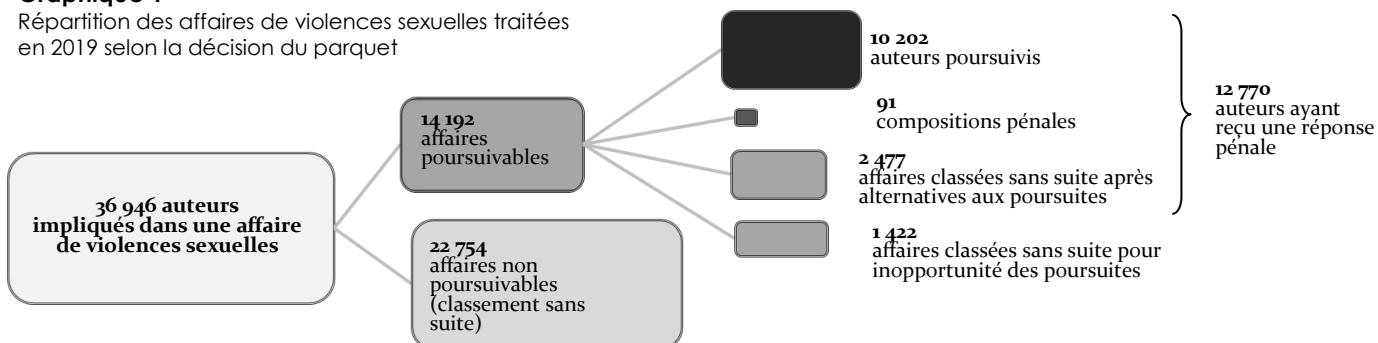 Répartition des affaires de violences sexuelles traitées
en 2019 selon la décision du parquet
36 946 auteurs
impliqués dans une affaire
de violences sexuelles
14 192
affaires
poursuivables
22 754
affaires non
poursuivables
(classement sans
suite)
10 202
auteurs poursuivis
91
compositions pénales
2 477
affaires classées sans suite après
alternatives aux poursuites
1 422
affaires classées sans suite pour
inopportunité des poursuites
12 770
auteurs ayant
reçu une réponse
pénale